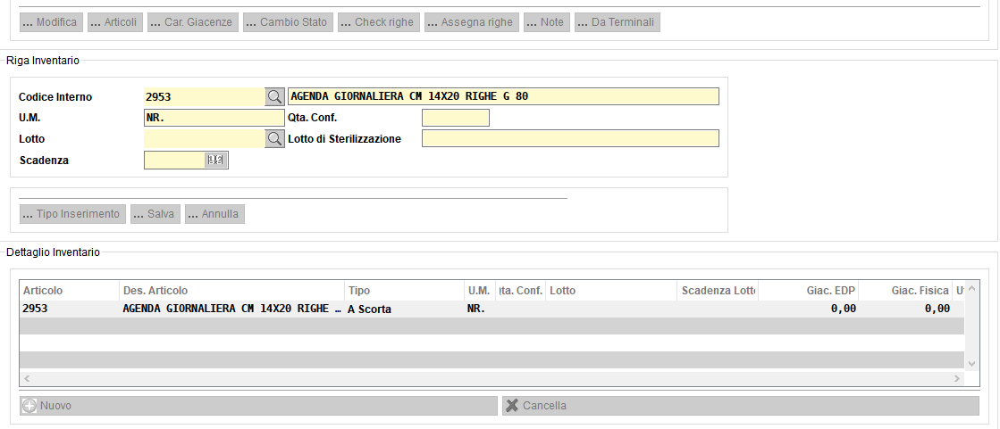 ... Modifica ... Articoli ... Car. Giacenze ... Cambio Stato ... Check righe ... Assegna righe ... Note ... Da Terminali
Riga Inventario
Codice Interno 2953 AGENDA GIORNALIERA CM 14X20 RIGHE G 80
U.M. NR. Qta. Conf.
Lotto Lotto di Sterilizzazione
Scadenza
... Tipo Inserimento ... Salva ... Annulla
Dettaglio Inventario
Articolo Des. Articolo Tipo U.M. ta. Conf. Lotto Scadenza Lott Giac. EDP Giac. Fisica U
2953 AGENDA GIORNALIERA CM 14X20 RIGHE … A Scorta NR. 0,00 0,00
Nuovo Cancella